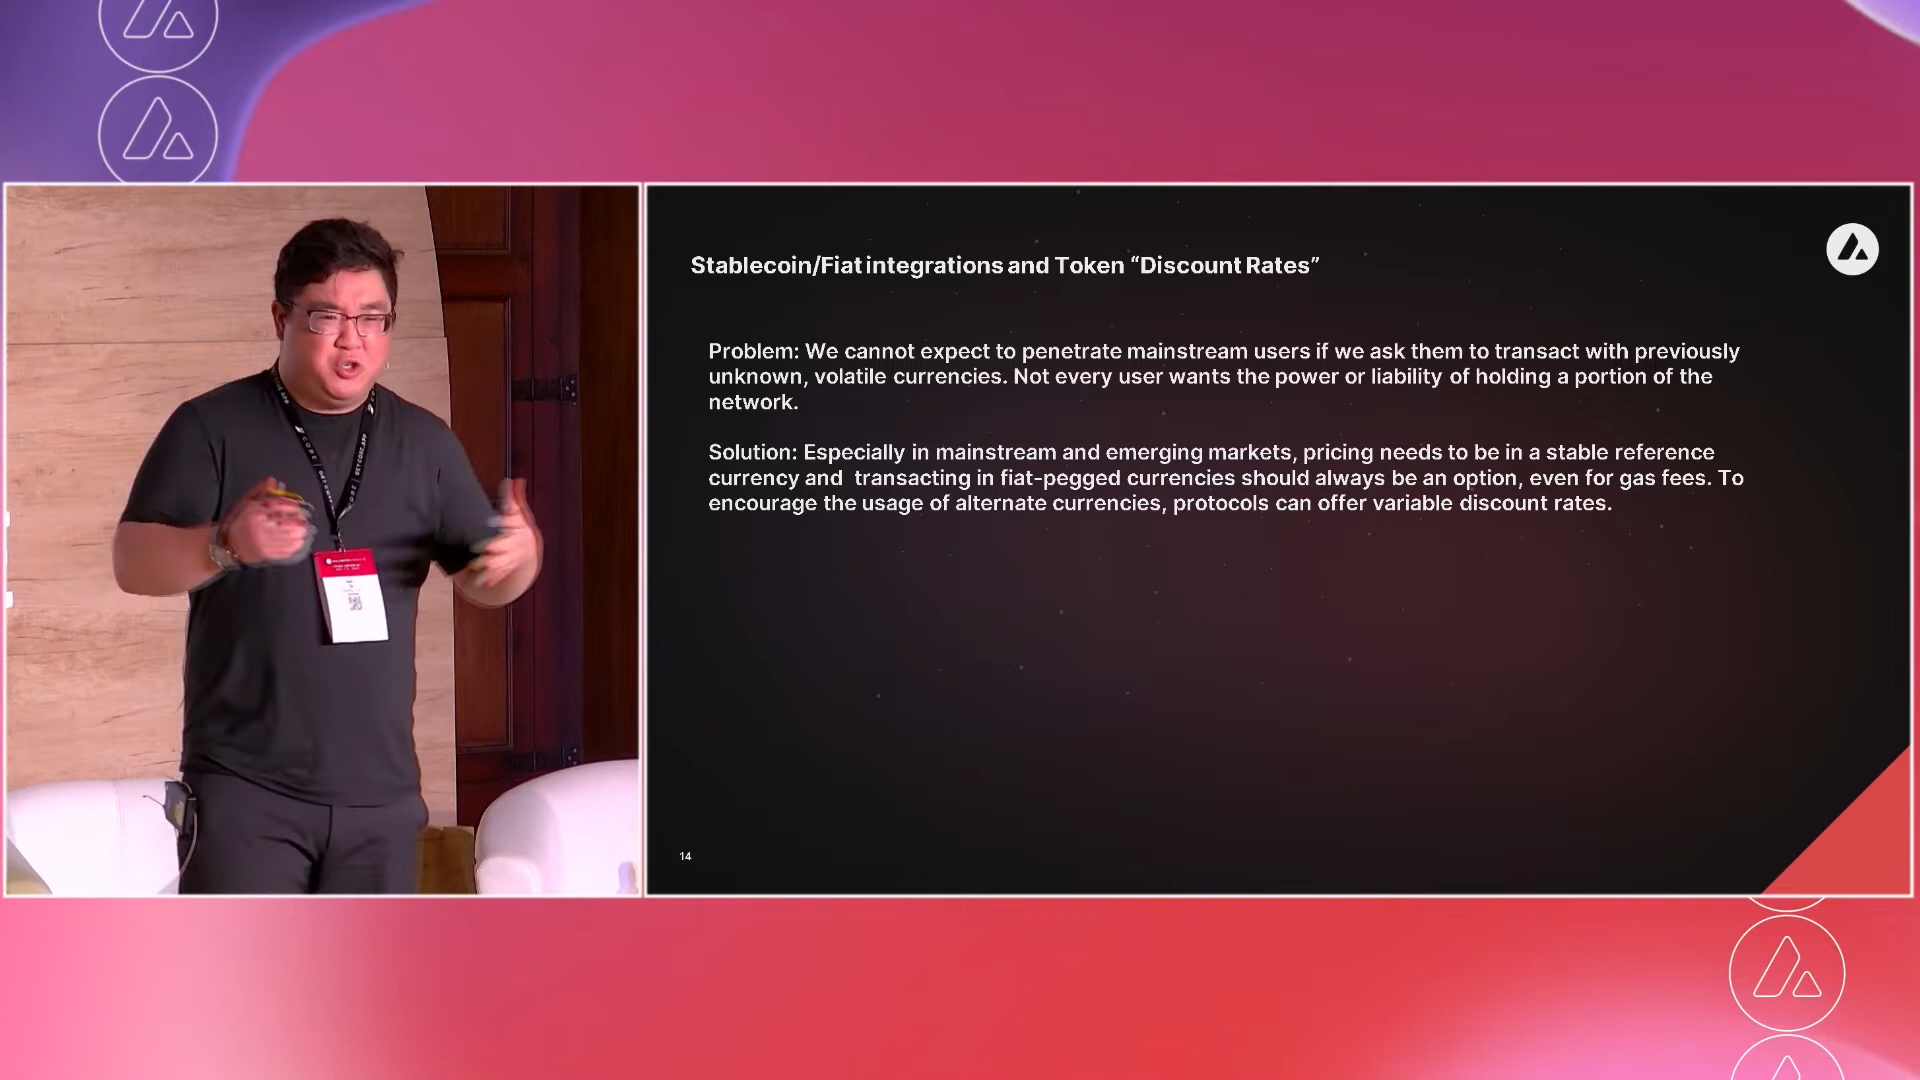 Stablecoin/Fiat integrations and Token “Discount Rates”
Problem: We cannot expect to penetrate mainstream users if we ask them to transact with previously
unknown, volatile currencies. Not every user wants the power or liability of holding a portion of the
network.
Solution: Especially in mainstream and emerging markets, pricing needs to be in a stable reference
currency and  transacting in fiat-pegged currencies should always be an option, even for gas fees. To
encourage the usage of alternate currencies, protocols can offer variable discount rates.
14